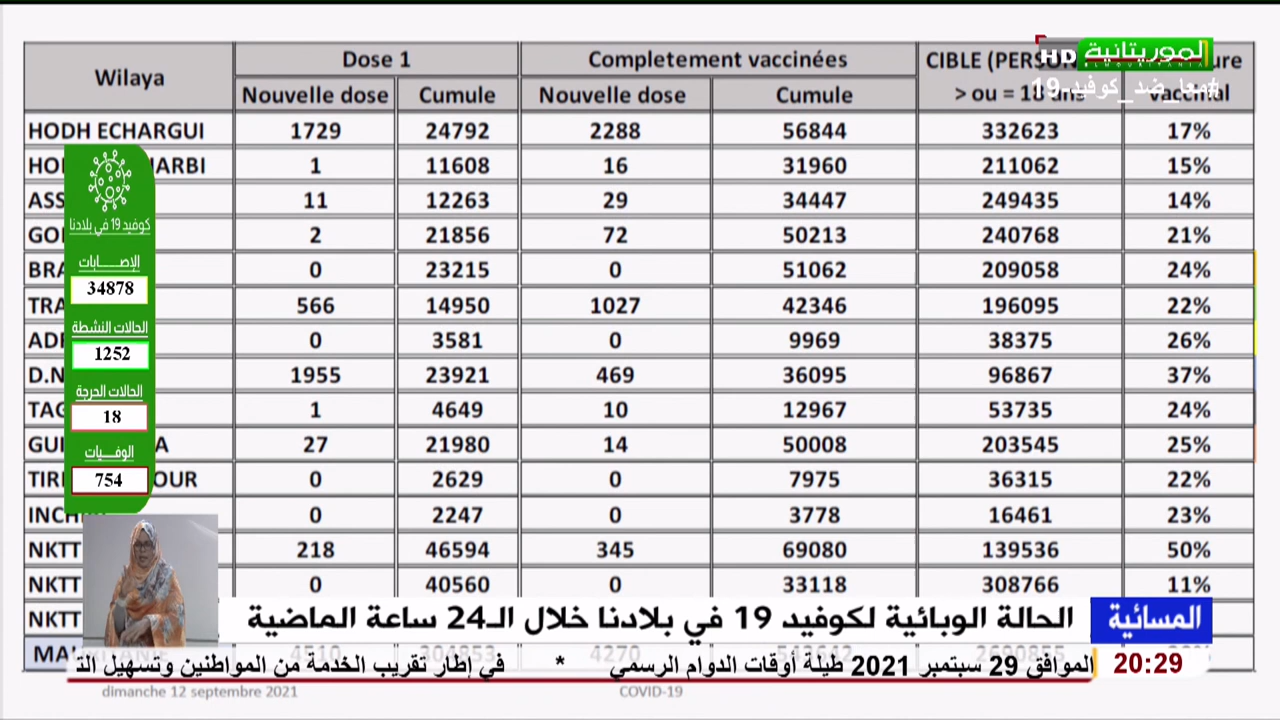 Wilaya Dose 1 Completement vaccinées CIBLE
Nouvelle dose Cumule Nouvelle dose Cumule > ou = 18 ans vaccinal
الموريتانية HD
#معا_ضد_كوفيد-19
HODH ECHARGUI 1729 24792 2288 56844 332623 17%
1 11608 16 31960 211062 15%
11 12263 29 34447 249435 14%
2 21856 72 50213 240768 21%
0 23215 0 51062 209058 24%
566 14950 1027 42346 196095 22%
0 3581 0 9969 38375 26%
1955 23921 469 36095 96867 37%
1 4649 10 12967 53735 24%
27 21980 14 50008 203545 25%
0 2629 0 7975 36315 22%
0 2247 0 3778 16461 23%
NKTT 218 46594 345 69080 139536 50%
NKTT 0 40560 0 33118 308766 11%
NKTT
كوفيد 19 في بلادنا
الإصابات
34878
الحالات النشطة
1252
الحالات الحرجة
18
الوفيات
754
المسائية
الحالة الوبائية لكوفيد 19 في بلادنا خلال الـ24 ساعة الماضية
20:29
الموافق 29 سبتمبر 2021 طيلة أوقات الدوام الرسمي * في إطار تقريب الخدمة من المواطنين وتسهيل
dimanche 12 septembre 2021 COVID-19